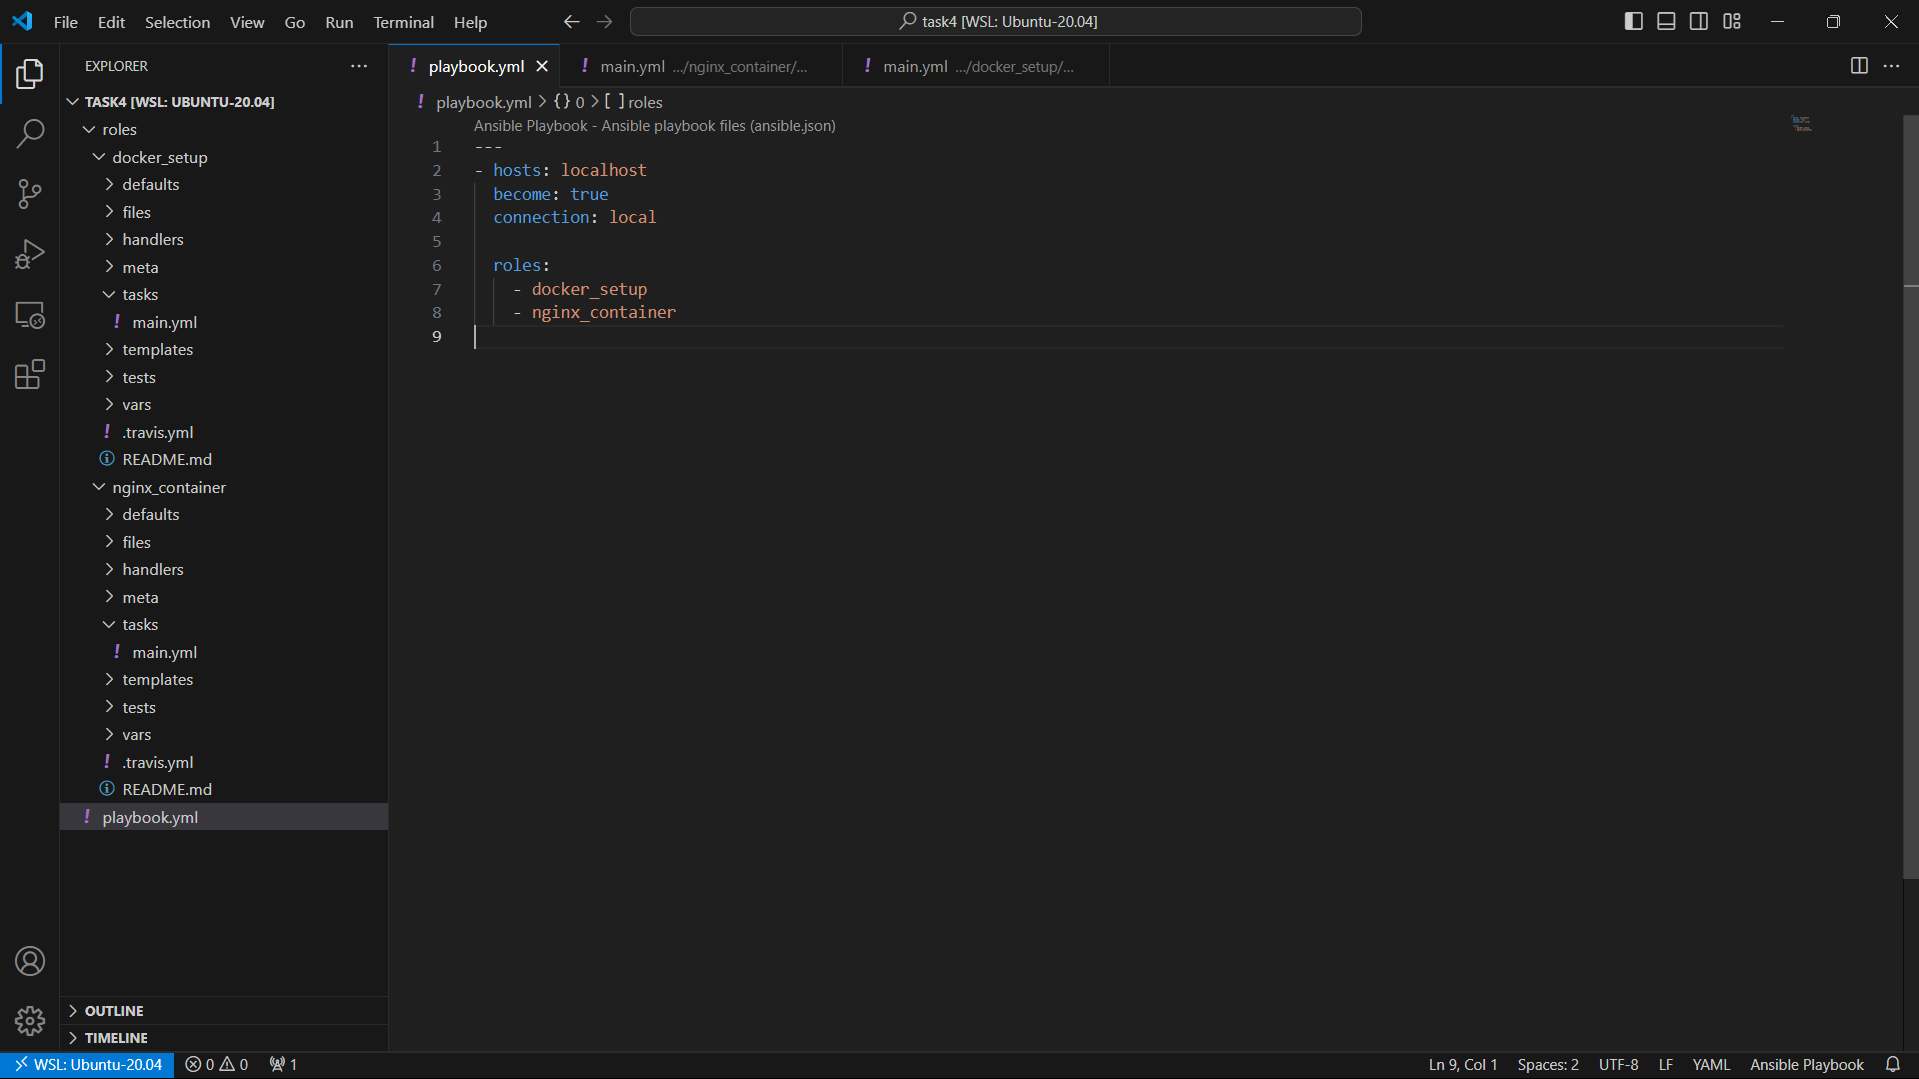 File Edit Selection View Go Run Terminal Help
task4 [WSL: Ubuntu-20.04]
EXPLORER
TASK4 [WSL: UBUNTU-20.04]
roles
docker_setup
defaults
files
handlers
meta
tasks
! main.yml
templates
tests
vars
! .travis.yml
README.md
nginx_container
defaults
files
handlers
meta
tasks
! main.yml
templates
tests
vars
! .travis.yml
README.md
! playbook.yml
OUTLINE
TIMELINE
! playbook.yml
! main.yml .../nginx_container/...
! main.yml .../docker_setup/...
! playbook.yml > {} 0 > [ ] roles
Ansible Playbook - Ansible playbook files (ansible.json)
1 ---
2 - hosts: localhost
3 become: true
4 connection: local
5
6 roles:
7 - docker_setup
8 - nginx_container
9
WSL: Ubuntu-20.04 0 0 1
Ln 9, Col 1 Spaces: 2 UTF-8 LF YAML Ansible Playbook